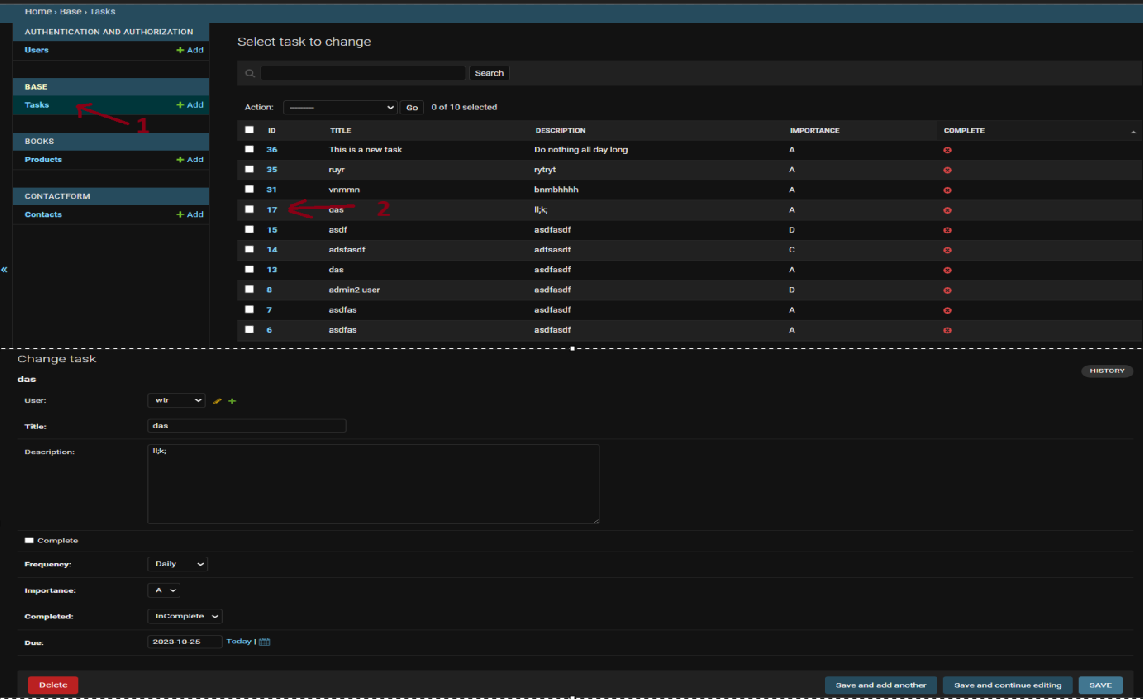 Home › Base › Tasks
AUTHENTICATION AND AUTHORIZATION
Users + Add
BASE
Tasks + Add
1
BOOKS
Products + Add
CONTACTFORM
Contacts + Add
«
Select task to change
Search
Action: --------- Go 0 of 10 selected
ID TITLE DESCRIPTION IMPORTANCE COMPLETE
36 This is a new task Do nothing all day long A
35 ruyr rytryt A
31 vnmmn bnmbhhhh A
17 das ll;k; A
2
15 asdf asdfasdf D
14 adsfasdf adfsasdf C
13 das asdfasdf A
8 admin2 user asdfasdf D
7 asdfas asdfasdf A
6 asdfas asdfasdf A
Change task
das
HISTORY
User: wtr
Title: das
Description: ll;k;
Complete
Frequency: Daily
Importance: A
Completed: InComplete
Due: 2023-10-25 Today |
Delete
Save and add another Save and continue editing SAVE